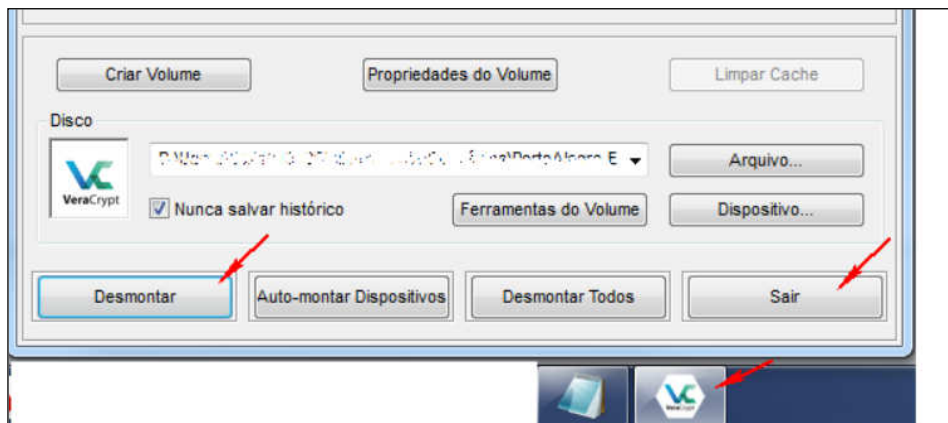 Criar Volume
Propriedades do Volume
Limpar Cache
Disco
VeraCrypt
E
Arquivo...
Nunca salvar histórico
Ferramentas do Volume
Dispositivo...
Desmontar
Auto-montar Dispositivos
Desmontar Todos
Sair
VeraCrypt